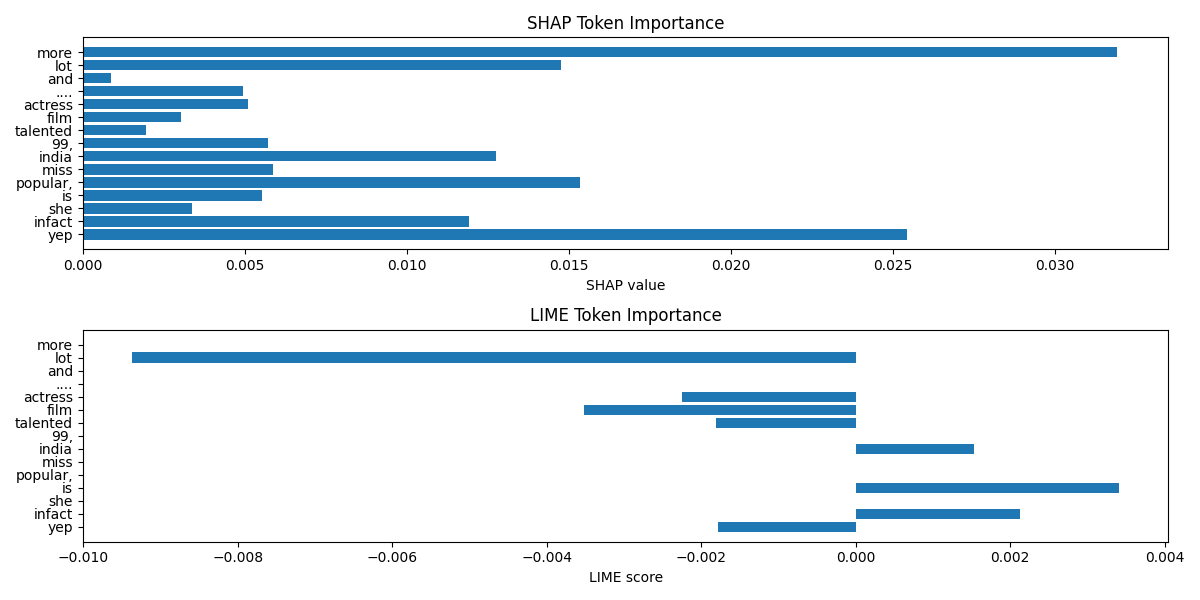 SHAP Token Importance
more
lot
and
....
actress
film
talented
99,
india
miss
popular,
is
she
infact
yep
0.000 0.005 0.010 0.015 0.020 0.025 0.030
SHAP value
LIME Token Importance
more
lot
and
....
actress
film
talented
99,
india
miss
popular,
is
she
infact
yep
−0.010 −0.008 −0.006 −0.004 −0.002 0.000 0.002 0.004
LIME score